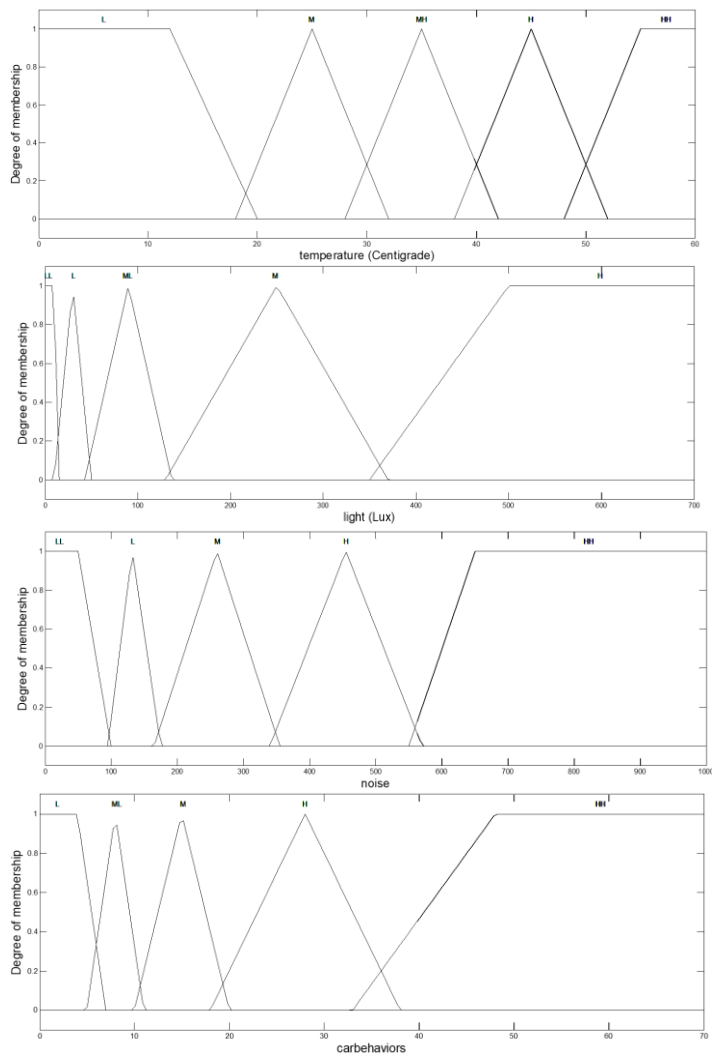 L M MH H HH
1
0.8
0.6
0.4
0.2
0
Degree of membership
0 10 20 30 40 50 60
temperature (Centigrade)
LL L ML M H
1
0.8
0.6
0.4
0.2
0
Degree of membership
0 100 200 300 400 500 600 700
light (Lux)
LL L M H HH
1
0.8
0.6
0.4
0.2
0
Degree of membership
0 100 200 300 400 500 600 700 800 900 1000
noise
L ML M H HH
1
0.8
0.6
0.4
0.2
0
Degree of membership
0 10 20 30 40 50 60 70
carbehaviors